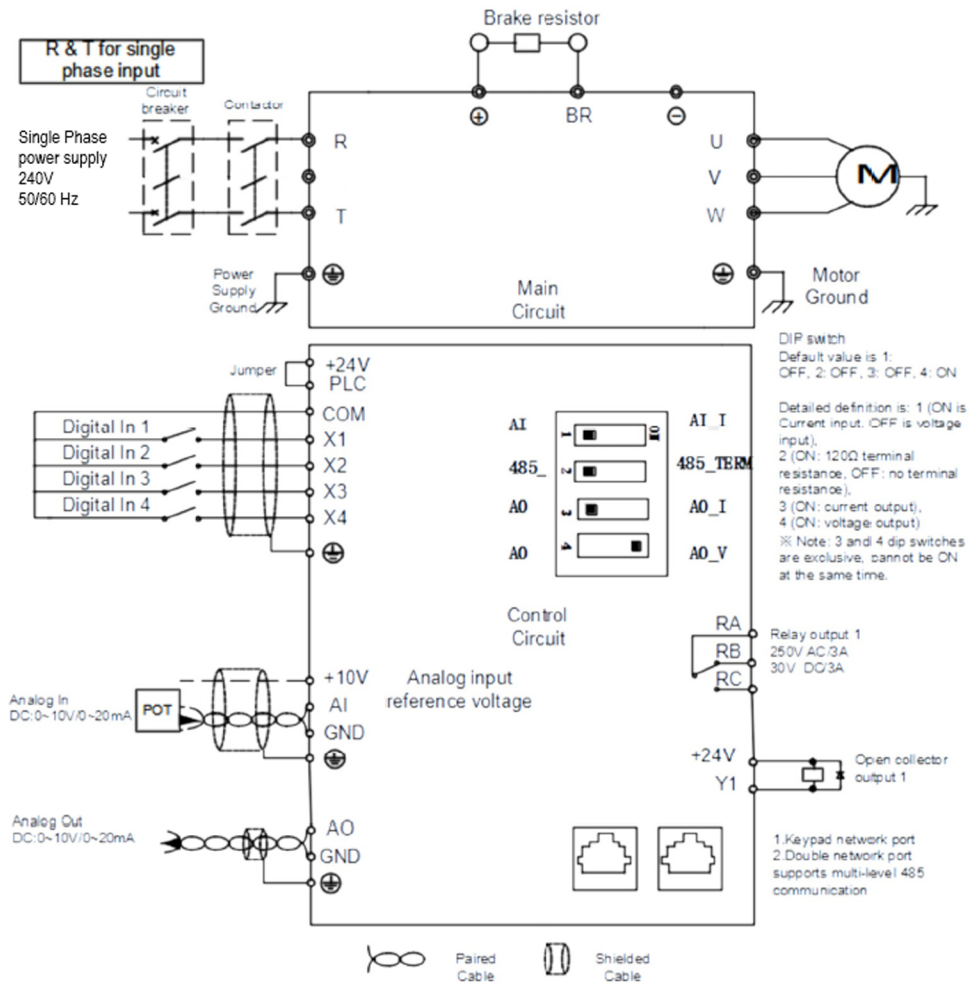 Brake resistor
R & T for single
phase input
Circuit
breaker
Contactor
BR
Single Phase
power supply
240V
50/60 Hz
R
T
U
V
W
M
Power
Supply
Ground
Main
Circuit
Motor
Ground
DIP switch
Default value is 1:
OFF, 2: OFF, 3: OFF, 4: ON
Detailed definition is: 1 (ON is
Current input. OFF is voltage
input),
2 (ON: 120Ω terminal
resistance, OFF: no terminal
resistance),
3 (ON: current output),
4 (ON: voltage output)
※ Note: 3 and 4 dip switches
are exclusive, cannot be ON
at the same time.
Jumper
+24V
PLC
COM
X1
X2
X3
X4
Digital In 1
Digital In 2
Digital In 3
Digital In 4
AI
1
ON
AI_I
485_
2
485_TERM
AO
3
AO_I
AO
4
AO_V
Control
Circuit
RA
RB
RC
Relay output 1
250V AC/3A
30V DC/3A
+10V
AI
GND
Analog input
reference voltage
Analog In
DC:0~10V/0~20mA
POT
+24V
Y1
Open collector
output 1
Analog Out
DC:0~10V/0~20mA
AO
GND
1.Keypad network port
2.Double network port
supports multi-level 485
communication
Paired
Cable
Shielded
Cable